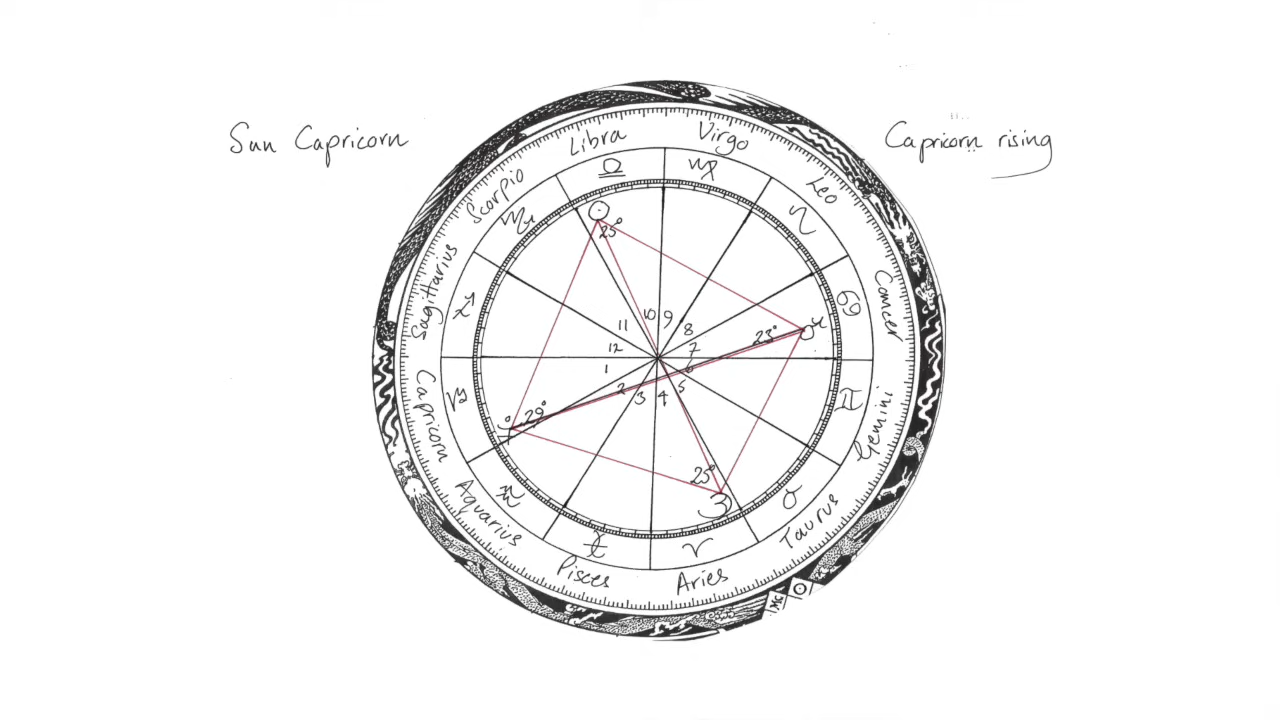 Sun Capricorn
Capricorn rising
Libra
Virgo
Scorpio
Leo
♎
♍
♏
♌
25°
Sagittarius
Cancer
♐
♋
10 9
11
8
23°
12
7
1
6
Capricorn
Gemini
♑
♊
2
5
3 4
29°
25°
Aquarius
Taurus
♒
♉
♓
♈
Pisces
Aries
MC